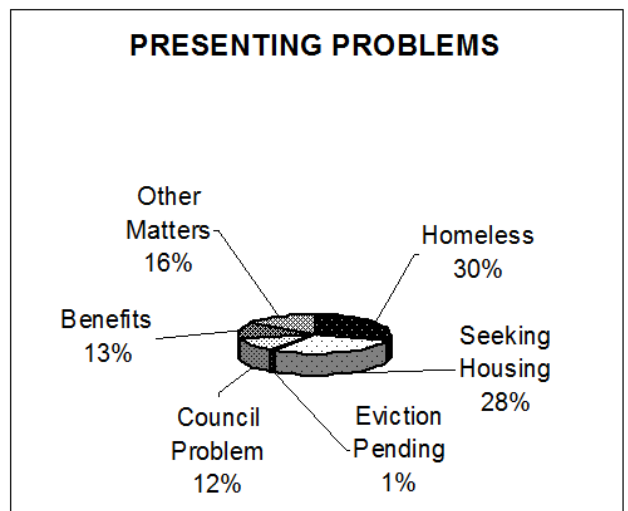 PRESENTING PROBLEMS
Other
Matters
16%
Homeless
30%
Benefits
13%
Seeking
Housing
28%
Council
Problem
12%
Eviction
Pending
1%